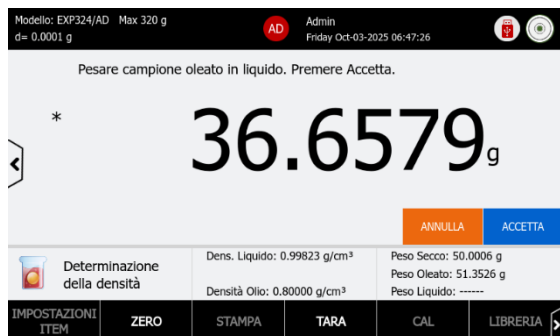 Modello: EXP324/AD Max 320 g
d= 0.0001 g
AD
Admin
Friday Oct-03-2025 06:47:26
Pesare campione oleato in liquido. Premere Accetta.
* 36.6579 g
ANNULLA
ACCETTA
Determinazione
della densità
Dens. Liquido: 0.99823 g/cm³
Densità Olio: 0.80000 g/cm³
Peso Secco: 50.0006 g
Peso Oleato: 51.3526 g
Peso Liquido: ------
IMPOSTAZIONI
ITEM
ZERO
STAMPA
TARA
CAL
LIBRERIA